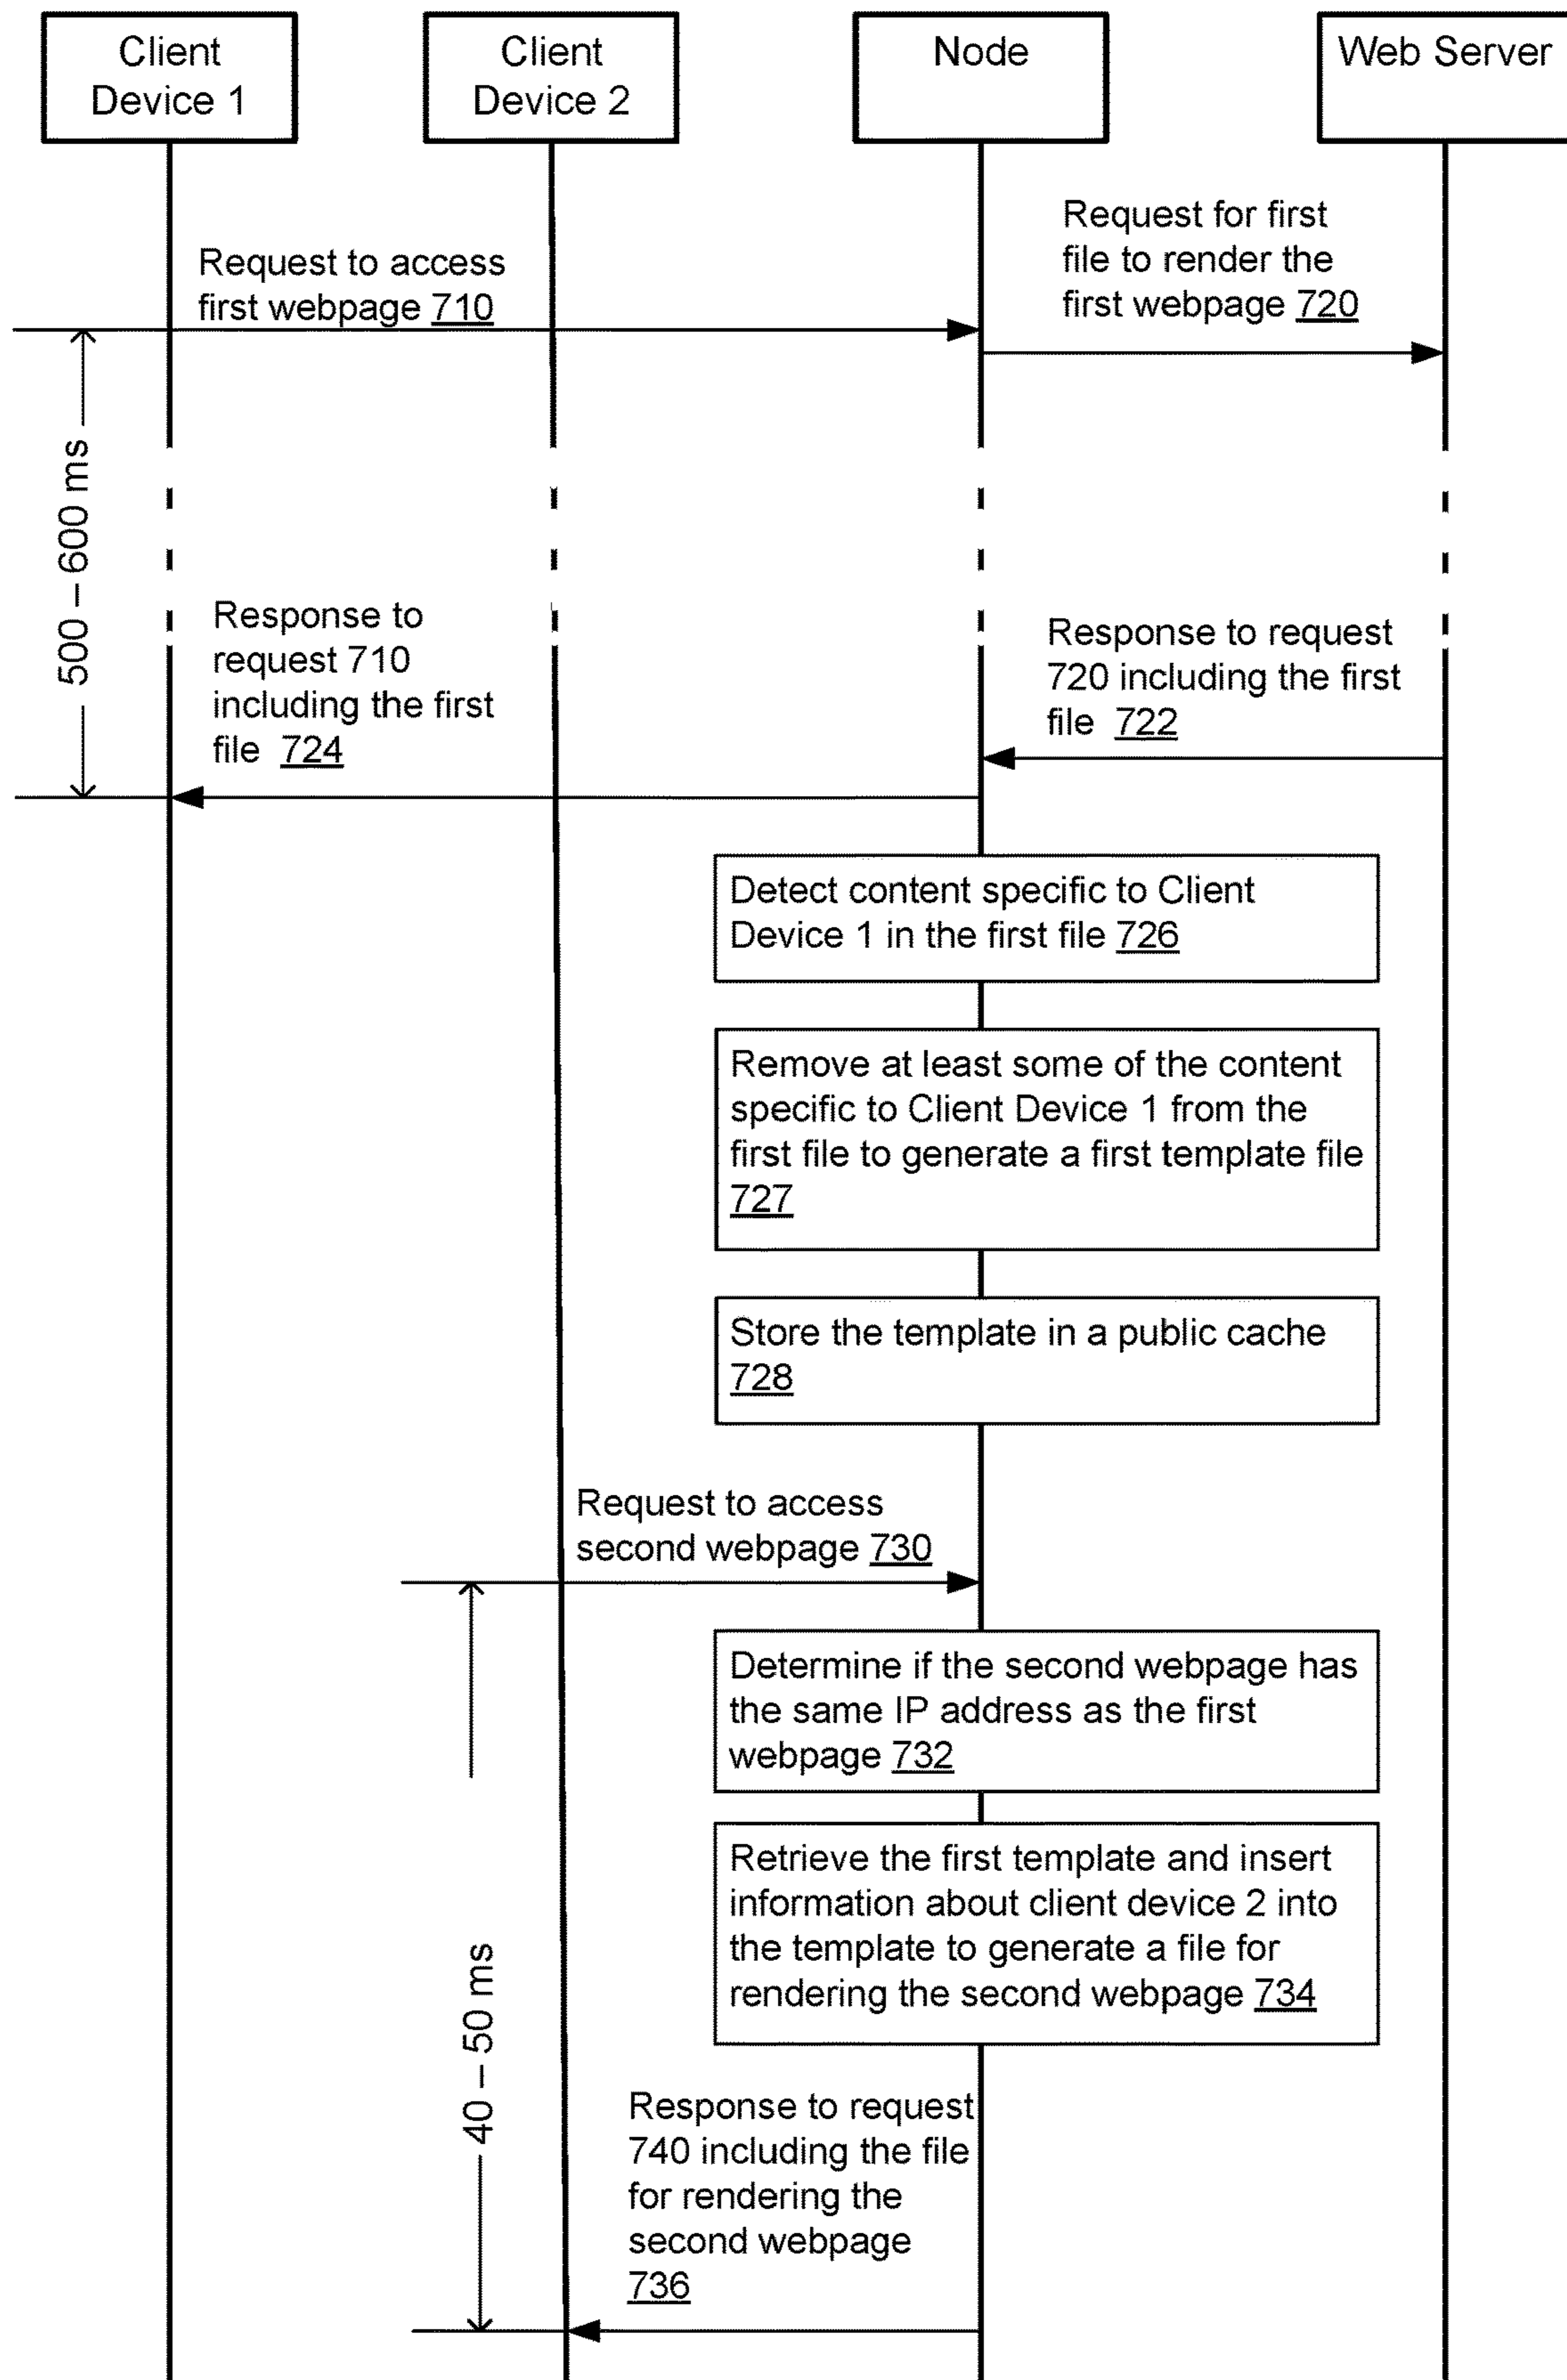 Client
Device 1
Client
Device 2
Node
Web Server
Request to access
first webpage 710
Request for first
file to render the
first webpage 720
500 – 600 ms
Response to
request 710
including the first
file 724
Response to request
720 including the first
file 722
Detect content specific to Client
Device 1 in the first file 726
Remove at least some of the content
specific to Client Device 1 from the
first file to generate a first template file
727
Store the template in a public cache
728
Request to access
second webpage 730
Determine if the second webpage has
the same IP address as the first
webpage 732
Retrieve the first template and insert
information about client device 2 into
the template to generate a file for
rendering the second webpage 734
40 – 50 ms
Response to request
740 including the file
for rendering the
second webpage
736